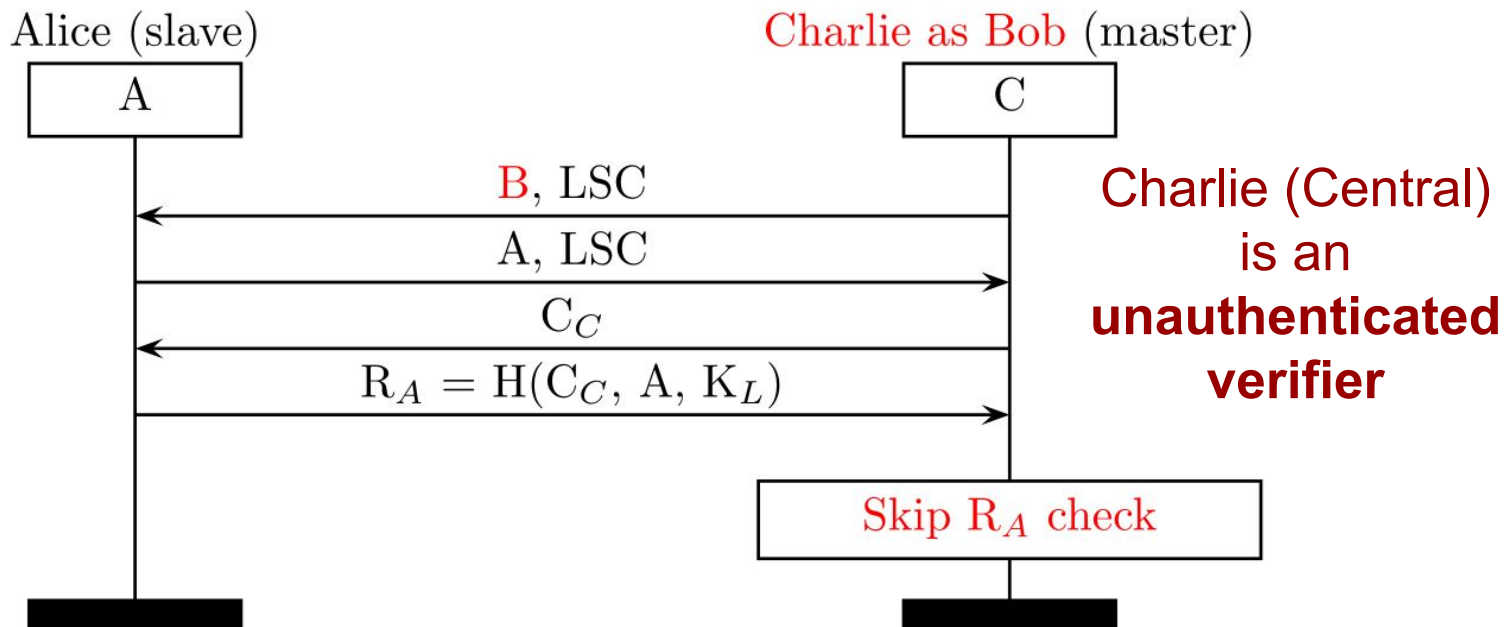 Alice (slave)
Charlie as Bob (master)
A
C
B, LSC
A, LSC
C_C
R_A = H(C_C, A, K_L)
Skip R_A check
Charlie (Central)
is an
unauthenticated
verifier